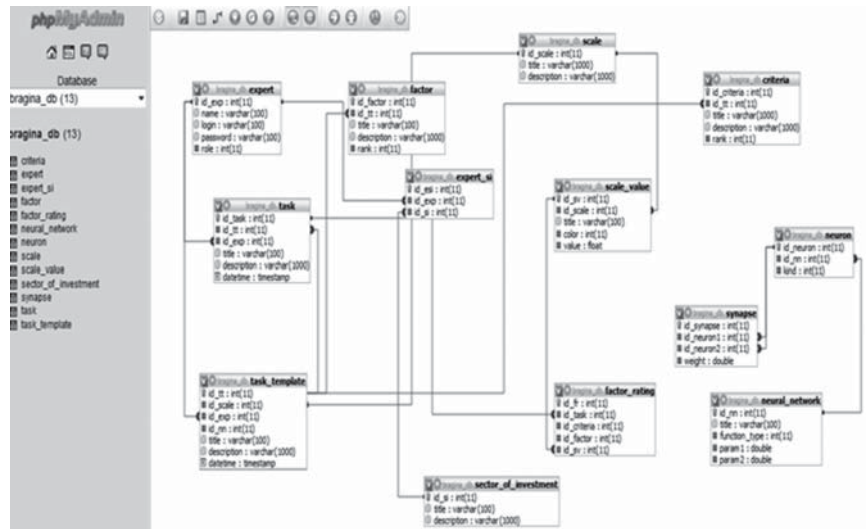 phpMyAdmin
Database
bragina_db (13)
bragina_db (13)
criteria
expert
expert_si
factor
factor_rating
neural_network
neuron
scale
scale_value
sector_of_investment
synapse
task
task_template
bragina_db.scale
id_scale : int(11)
title : varchar(1000)
description : varchar(1000)
expert
id_exp : int(11)
name : varchar(100)
login : varchar(100)
password : varchar(100)
role : int(11)
factor
id_factor : int(11)
id_tt : int(11)
title : varchar(100)
description : varchar(1000)
rank : int(11)
bragina_db.criteria
id_criteria : int(11)
id_tt : int(11)
title : varchar(1000)
description : varchar(1000)
rank : int(11)
bragina_db.expert_si
id_esi : int(11)
id_exp : int(11)
id_si : int(11)
task
id_task : int(11)
id_tt : int(11)
id_exp : int(11)
title : varchar(100)
description : varchar(1000)
datetime : timestamp
scale_value
id_sv : int(11)
id_scale : int(11)
title : varchar(100)
color : int(11)
value : float
bragina_db.neuron
id_neuron : int(11)
id_nn : int(11)
kind : int(11)
synapse
id_synapse : int(11)
id_neuron1 : int(11)
id_neuron2 : int(11)
weight : double
bragina_db.task_template
id_tt : int(11)
id_scale : int(11)
id_exp : int(11)
id_nn : int(11)
title : varchar(100)
description : varchar(1000)
datetime : timestamp
bragina_db.factor_rating
id_fr : int(11)
id_task : int(11)
id_criteria : int(11)
id_factor : int(11)
id_sv : int(11)
bragina_db.neural_network
id_nn : int(11)
title : varchar(100)
function_type : int(11)
param1 : double
param2 : double
bragina_db.sector_of_investment
id_si : int(11)
title : varchar(100)
description : varchar(1000)